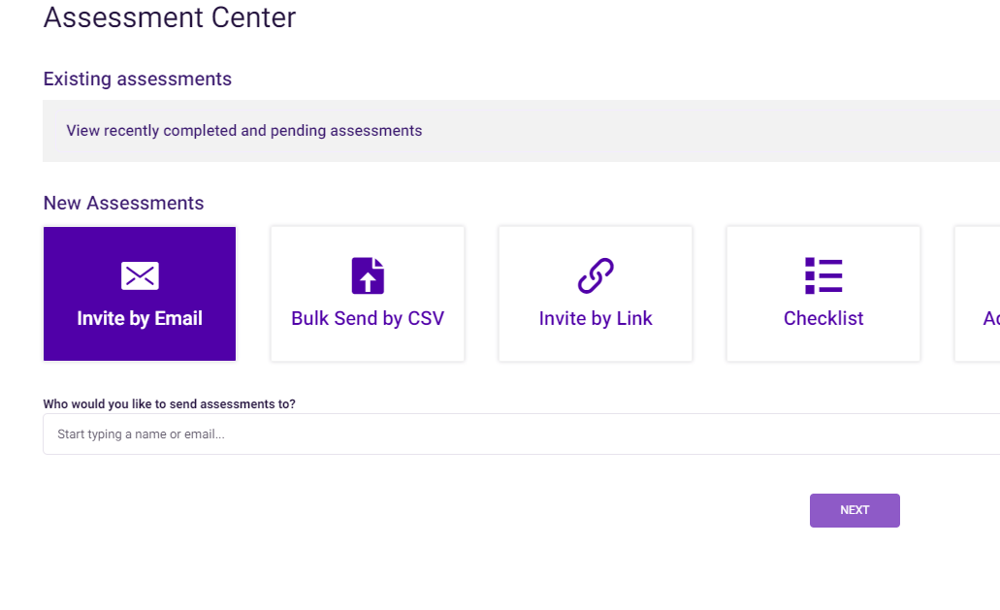 Assessment Center
Existing assessments
View recently completed and pending assessments
New Assessments
Invite by Email
Bulk Send by CSV
Invite by Link
Checklist
Who would you like to send assessments to?
Start typing a name or email...
NEXT